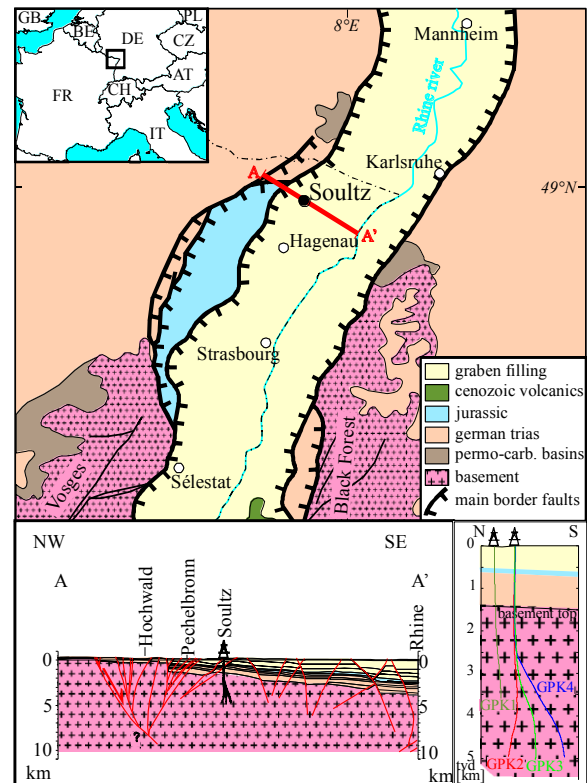 GB
PL
BE
DE
CZ
FR
AT
CH
IT
8°E
Mannheim
Rhine river
Karlsruhe
49°N
A
Soultz
A'
Hagenau
Strasbourg
Sélestat
Vosges
Black Forest
graben filling
cenozoic volcanics
jurassic
german trias
permo-carb. basins
basement
main border faults
NW
SE
A
A'
Hochwald
Pechelbronn
Soultz
Rhine
0
5
10
km
0
5
10
km
?
N
S
0
1
2
3
4
5
basement top
GPK4
GPK1
GPK2
GPK3
tvd
[km]